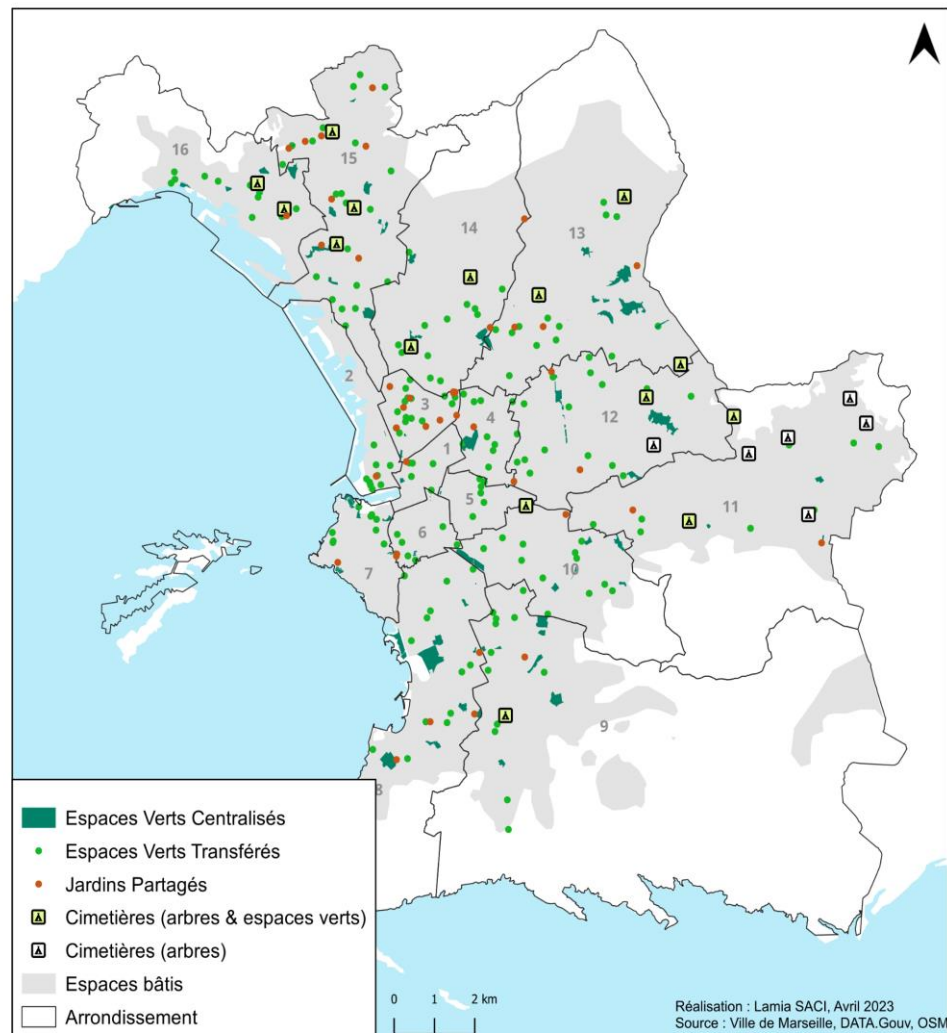 16
15
14
13
2
3
4
12
1
5
11
6
7
10
9
8
Espaces Verts Centralisés
Espaces Verts Transférés
Jardins Partagés
Cimetières (arbres & espaces verts)
Cimetières (arbres)
Espaces bâtis
Arrondissement
0 1 2 km
Réalisation : Lamia SACI, Avril 2023
Source : Ville de Marseille, DATA.Gouv, OSM